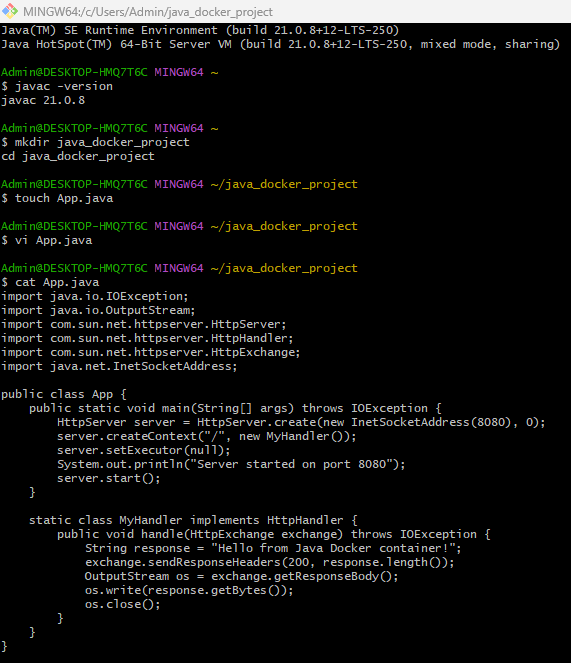 MINGW64:/c/Users/Admin/java_docker_project
Java(TM) SE Runtime Environment (build 21.0.8+12-LTS-250)
Java HotSpot(TM) 64-Bit Server VM (build 21.0.8+12-LTS-250, mixed mode, sharing)
Admin@DESKTOP-HMQ7T6C MINGW64 ~
$ javac -version
javac 21.0.8
Admin@DESKTOP-HMQ7T6C MINGW64 ~
$ mkdir java_docker_project
cd java_docker_project
Admin@DESKTOP-HMQ7T6C MINGW64 ~/java_docker_project
$ touch App.java
Admin@DESKTOP-HMQ7T6C MINGW64 ~/java_docker_project
$ vi App.java
Admin@DESKTOP-HMQ7T6C MINGW64 ~/java_docker_project
$ cat App.java
import java.io.IOException;
import java.io.OutputStream;
import com.sun.net.httpserver.HttpServer;
import com.sun.net.httpserver.HttpHandler;
import com.sun.net.httpserver.HttpExchange;
import java.net.InetSocketAddress;
public class App {
    public static void main(String[] args) throws IOException {
        HttpServer server = HttpServer.create(new InetSocketAddress(8080), 0);
        server.createContext("/", new MyHandler());
        server.setExecutor(null);
        System.out.println("Server started on port 8080");
        server.start();
    }
    static class MyHandler implements HttpHandler {
        public void handle(HttpExchange exchange) throws IOException {
            String response = "Hello from Java Docker container!";
            exchange.sendResponseHeaders(200, response.length());
            OutputStream os = exchange.getResponseBody();
            os.write(response.getBytes());
            os.close();
        }
    }
}